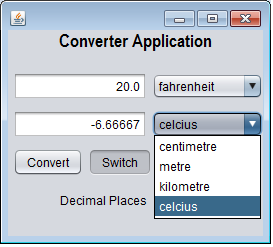 Converter Application
20.0 fahrenheit
-6.66667 celcius
centimetre
Convert Switch metre
kilometre
Decimal Places celcius